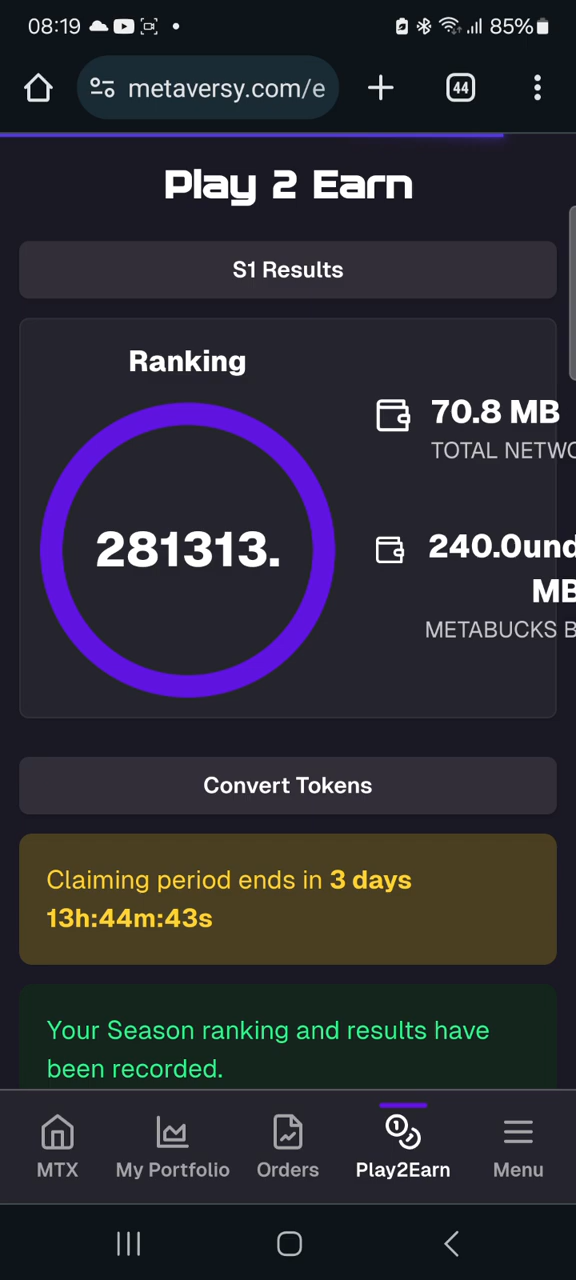 08:19
85%
metaversy.com/e
44
Play 2 Earn
S1 Results
Ranking
281313.
70.8 MB
TOTAL NETWO
240.0und
MB
METABUCKS B
Convert Tokens
Claiming period ends in 3 days
13h:44m:43s
Your Season ranking and results have
been recorded.
MTX
My Portfolio
Orders
Play2Earn
Menu